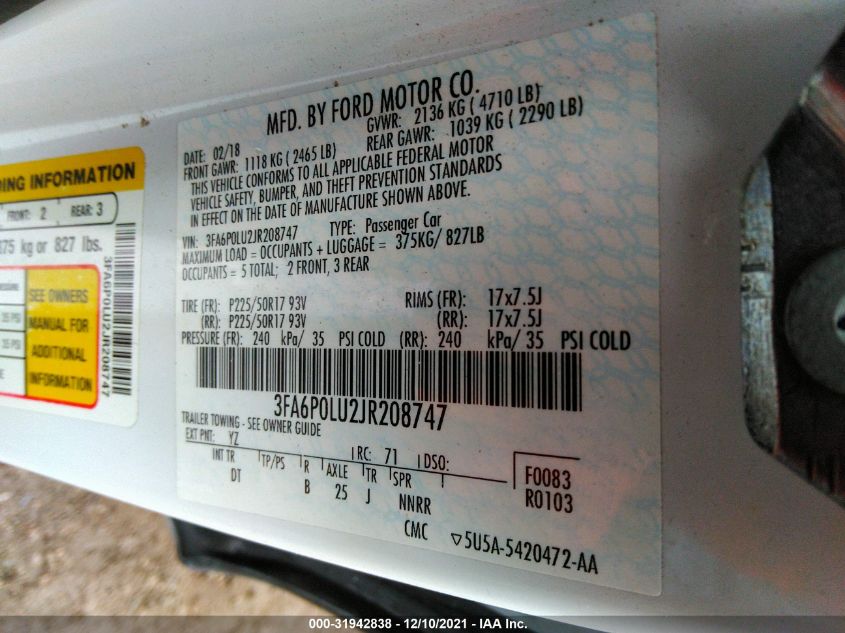 DING INFORMATION
FRONT: 2 REAR: 3
375 kg or 827 lbs.
35 PSI
35 PSI
SEE OWNERS
MANUAL FOR
ADDITIONAL
INFORMATION
3FA6P0LU2JR208747
MFD. BY FORD MOTOR CO.
DATE: 02/18 GVWR: 2136 KG ( 4710 LB)
FRONT GAWR: 1118 KG ( 2465 LB) REAR GAWR: 1039 KG ( 2290 LB)
THIS VEHICLE CONFORMS TO ALL APPLICABLE FEDERAL MOTOR
VEHICLE SAFETY, BUMPER, AND THEFT PREVENTION STANDARDS
IN EFFECT ON THE DATE OF MANUFACTURE SHOWN ABOVE.
VIN: 3FA6P0LU2JR208747 TYPE: Passenger Car
MAXIMUM LOAD = OCCUPANTS + LUGGAGE = 375KG/ 827LB
OCCUPANTS = 5 TOTAL; 2 FRONT, 3 REAR
TIRE (FR): P225/50R17 93V RIMS (FR): 17x7.5J
(RR): P225/50R17 93V (RR): 17x7.5J
PRESSURE (FR): 240 kPa/ 35 PSI COLD (RR): 240 kPa/ 35 PSI COLD
3FA6P0LU2JR208747
TRAILER TOWING - SEE OWNER GUIDE
EXT PNT: YZ RC: 71 DSO:
INT TR TP/PS R AXLE TR SPR
DT B 25 J NNRR
F0083
R0103
CMC ▽5U5A-5420472-AA
000-31942838 - 12/10/2021 - IAA Inc.